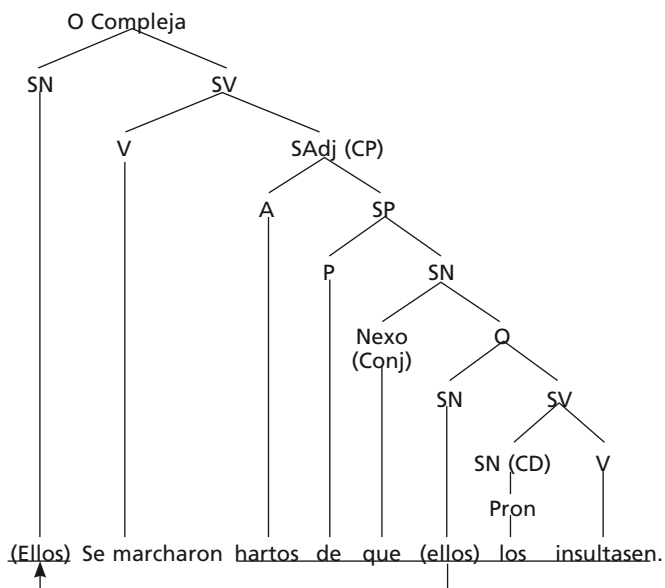 O Compleja
SN SV
V SAdj (CP)
A SP
P SN
Nexo O
(Conj)
SN SV
SN (CD) V
Pron
(Ellos) Se marcharon hartos de que (ellos) los insultasen.